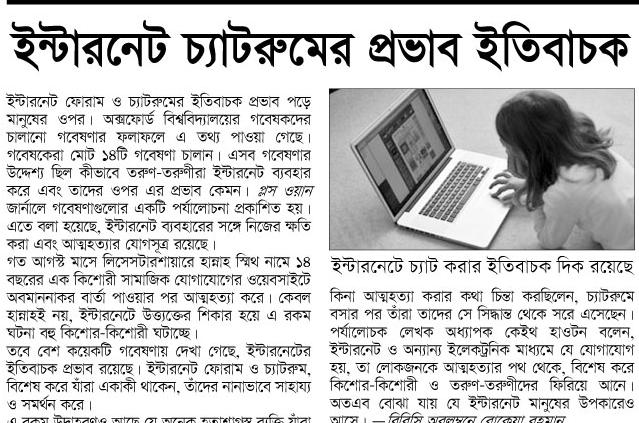 ইন্টারনেট চ্যাটরুমের প্রভাব ইতিবাচক
ইন্টারনেট ফোরাম ও চ্যাটরুমের ইতিবাচক প্রভাব পড়ে
মানুষের ওপর। অক্সফোর্ড বিশ্ববিদ্যালয়ের গবেষকদের
চালানো গবেষণার ফলাফলে এ তথ্য পাওয়া গেছে।
গবেষকেরা মোট ১৪টি গবেষণা চালান। এসব গবেষণার
উদ্দেশ্য ছিল কীভাবে তরুণ-তরুণীরা ইন্টারনেট ব্যবহার
করে এবং তাদের ওপর এর প্রভাব কেমন। প্লস ওয়ান
জার্নালে গবেষণাগুলোর একটি পর্যালোচনা প্রকাশিত হয়।
এতে বলা হয়েছে, ইন্টারনেট ব্যবহারের সঙ্গে নিজের ক্ষতি
করা এবং আত্মহত্যার যোগসূত্র রয়েছে।
গত আগস্ট মাসে লিসেস্টারশায়ারে হান্নাহ স্মিথ নামে ১৪
বছরের এক কিশোরী সামাজিক যোগাযোগের ওয়েবসাইটে
অবমাননাকর বার্তা পাওয়ার পর আত্মহত্যা করে। কেবল
হান্নাহই নয়, ইন্টারনেটে উত্ত্যক্তের শিকার হয়ে এ রকম
ঘটনা বহু কিশোর-কিশোরী ঘটাচ্ছে।
তবে বেশ কয়েকটি গবেষণায় দেখা গেছে, ইন্টারনেটের
ইতিবাচক প্রভাব রয়েছে। ইন্টারনেট ফোরাম ও চ্যাটরুম,
বিশেষ করে যাঁরা একাকী থাকেন, তাঁদের নানাভাবে সাহায্য
ও সমর্থন করে।
এ রকম উদাহরণও আছে যে অনেক হতাশাগ্রস্ত ব্যক্তি যাঁরা
ইন্টারনেটে চ্যাট করার ইতিবাচক দিক রয়েছে
কিনা আত্মহত্যা করার কথা চিন্তা করছিলেন, চ্যাটরুমে
বসার পর তাঁরা তাদের সে সিদ্ধান্ত থেকে সরে এসেছেন।
পর্যালোচক লেখক অধ্যাপক কেইথ হাওটন বলেন,
ইন্টারনেট ও অন্যান্য ইলেকট্রনিক মাধ্যমে যে যোগাযোগ
হয়, তা লোকজনকে আত্মহত্যার পথ থেকে, বিশেষ করে
কিশোর-কিশোরী ও তরুণ-তরুণীদের ফিরিয়ে আনে।
অতএব বোঝা যায় যে ইন্টারনেট মানুষের উপকারেও
আসে। —বিবিসি অবলম্বনে রোকেয়া রহমান